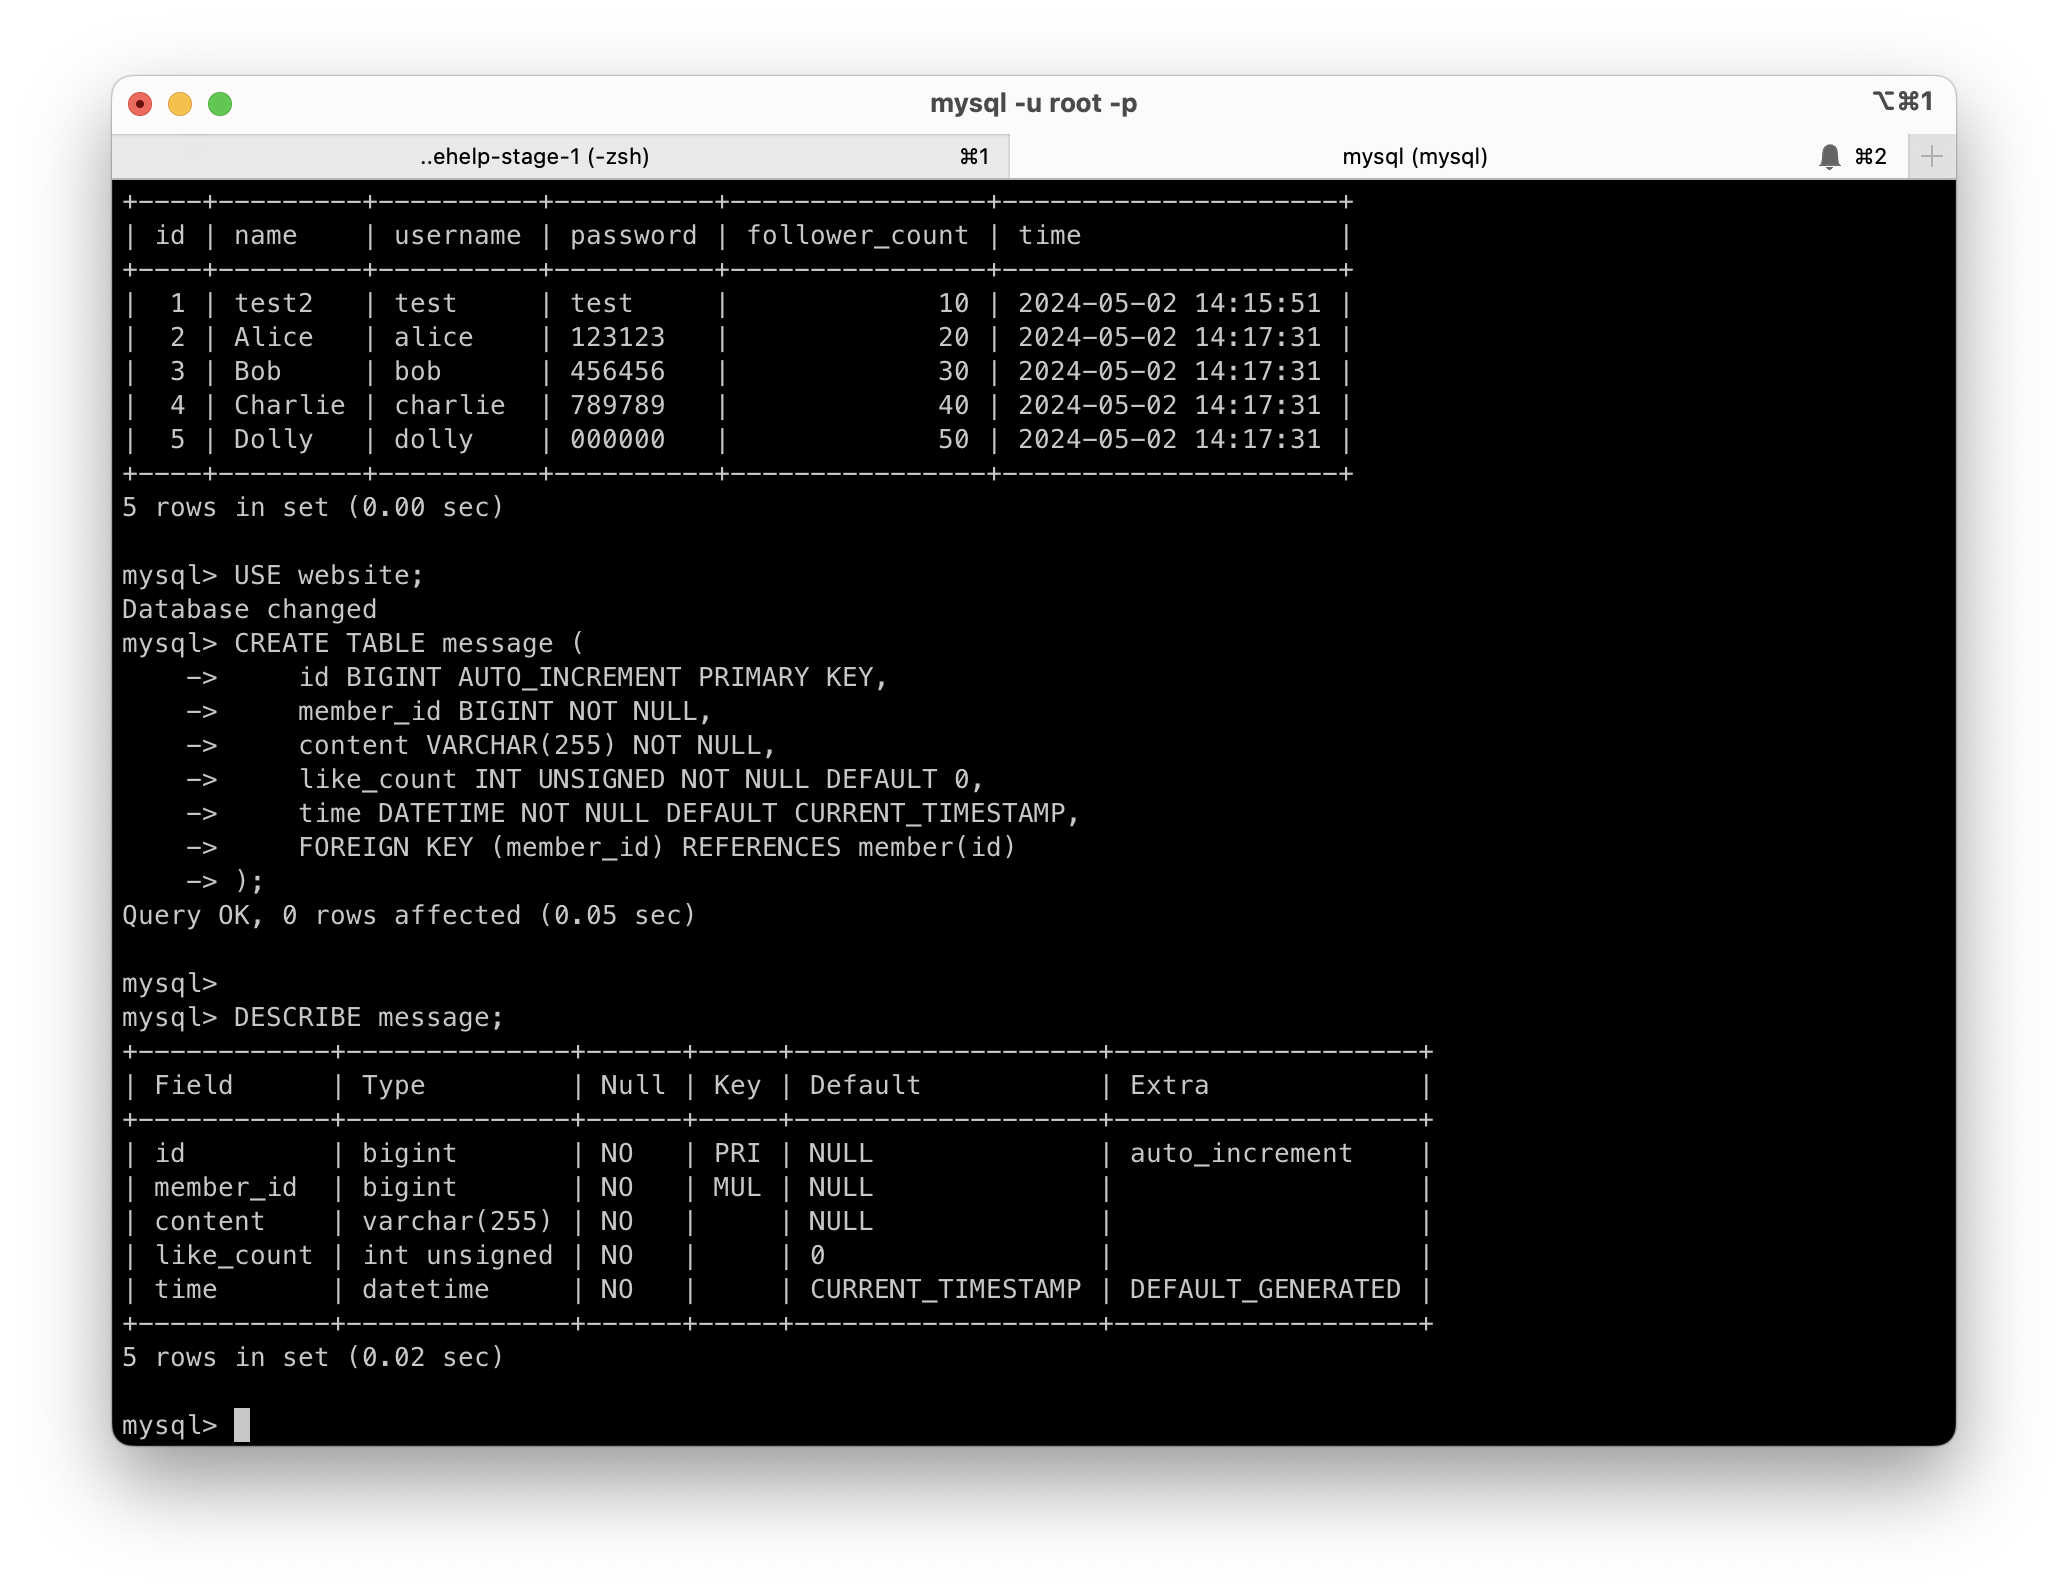 mysql -u root -p
⌥⌘1
..ehelp-stage-1 (-zsh) ⌘1
mysql (mysql) ⌘2
+----+---------+----------+----------+----------------+---------------------+
| id | name    | username | password | follower_count | time                |
+----+---------+----------+----------+----------------+---------------------+
|  1 | test2   | test     | test     |             10 | 2024-05-02 14:15:51 |
|  2 | Alice   | alice    | 123123   |             20 | 2024-05-02 14:17:31 |
|  3 | Bob     | bob      | 456456   |             30 | 2024-05-02 14:17:31 |
|  4 | Charlie | charlie  | 789789   |             40 | 2024-05-02 14:17:31 |
|  5 | Dolly   | dolly    | 000000   |             50 | 2024-05-02 14:17:31 |
+----+---------+----------+----------+----------------+---------------------+
5 rows in set (0.00 sec)
mysql> USE website;
Database changed
mysql> CREATE TABLE message (
    ->     id BIGINT AUTO_INCREMENT PRIMARY KEY,
    ->     member_id BIGINT NOT NULL,
    ->     content VARCHAR(255) NOT NULL,
    ->     like_count INT UNSIGNED NOT NULL DEFAULT 0,
    ->     time DATETIME NOT NULL DEFAULT CURRENT_TIMESTAMP,
    ->     FOREIGN KEY (member_id) REFERENCES member(id)
    -> );
Query OK, 0 rows affected (0.05 sec)
mysql>
mysql> DESCRIBE message;
+------------+--------------+------+-----+-------------------+-------------------+
| Field      | Type         | Null | Key | Default           | Extra             |
+------------+--------------+------+-----+-------------------+-------------------+
| id         | bigint       | NO   | PRI | NULL              | auto_increment    |
| member_id  | bigint       | NO   | MUL | NULL              |                   |
| content    | varchar(255) | NO   |     | NULL              |                   |
| like_count | int unsigned | NO   |     | 0                 |                   |
| time       | datetime     | NO   |     | CURRENT_TIMESTAMP | DEFAULT_GENERATED |
+------------+--------------+------+-----+-------------------+-------------------+
5 rows in set (0.02 sec)
mysql>